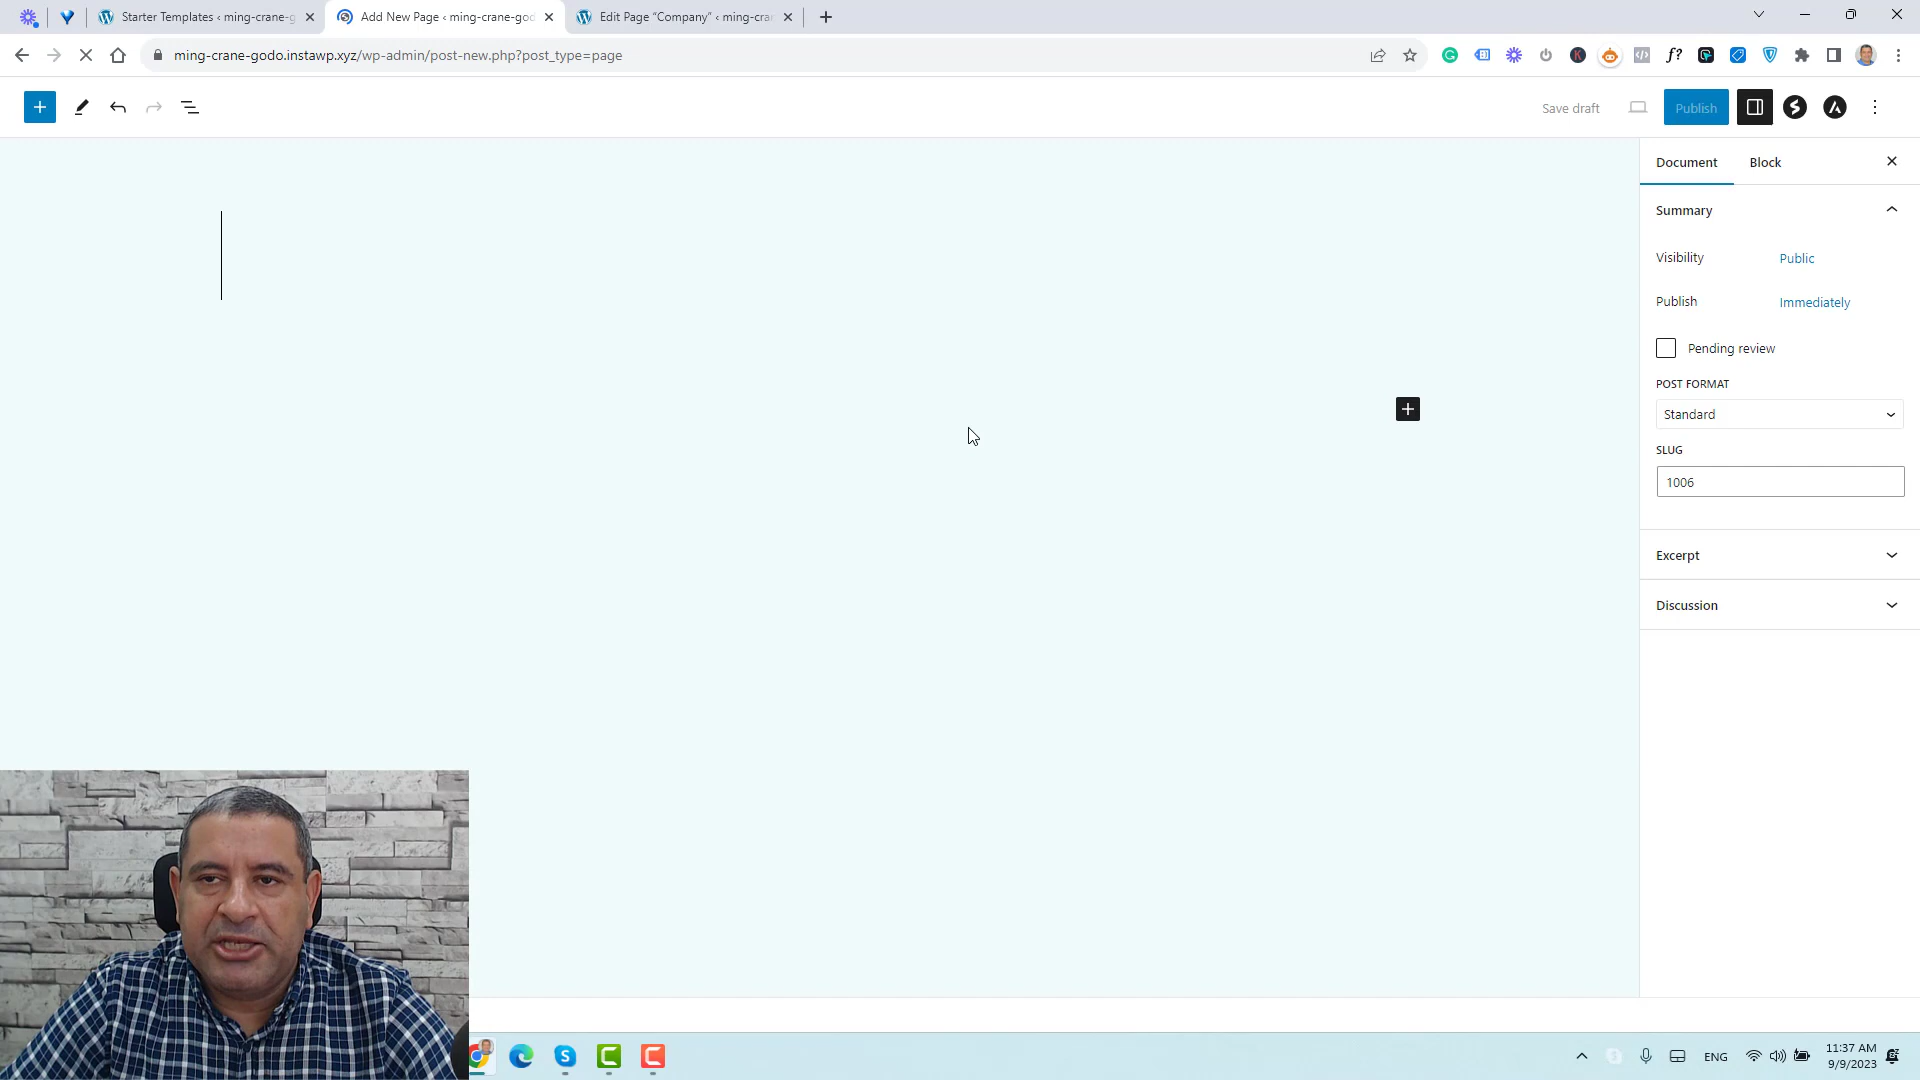 Starter Templates ‹ ming-crane-g
Add New Page ‹ ming-crane-god
Edit Page “Company” ‹ ming-cran
ming-crane-godo.instawp.xyz/wp-admin/post-new.php?post_type=page
Save draft
Publish
Document
Block
Summary
Visibility
Public
Publish
Immediately
Pending review
POST FORMAT
Standard
SLUG
1006
Excerpt
Discussion
ENG
11:37 AM
9/9/2023